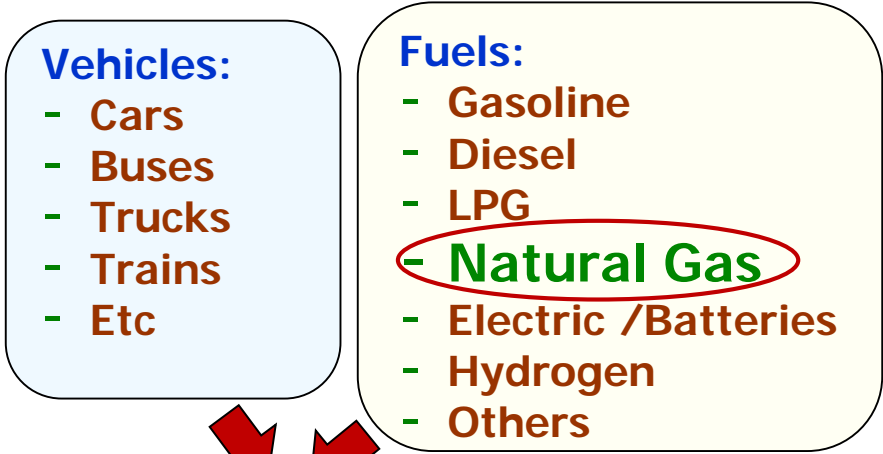 Vehicles:
- Cars
- Buses
- Trucks
- Trains
- Etc
Fuels:
- Gasoline
- Diesel
- LPG
- Natural Gas
- Electric /Batteries
- Hydrogen
- Others